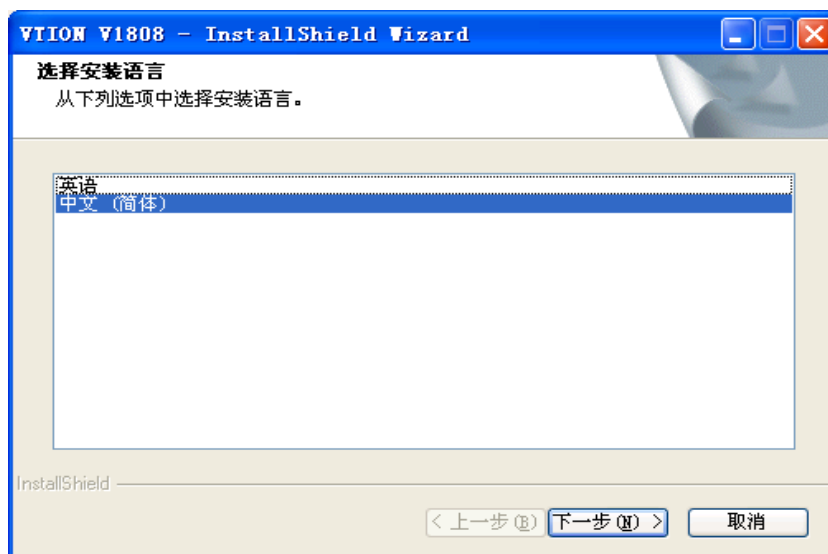 VTION V1808 - InstallShield Wizard
选择安装语言
从下列选项中选择安装语言。
英语
中文 (简体)
InstallShield
< 上一步(B) 下一步(N) > 取消